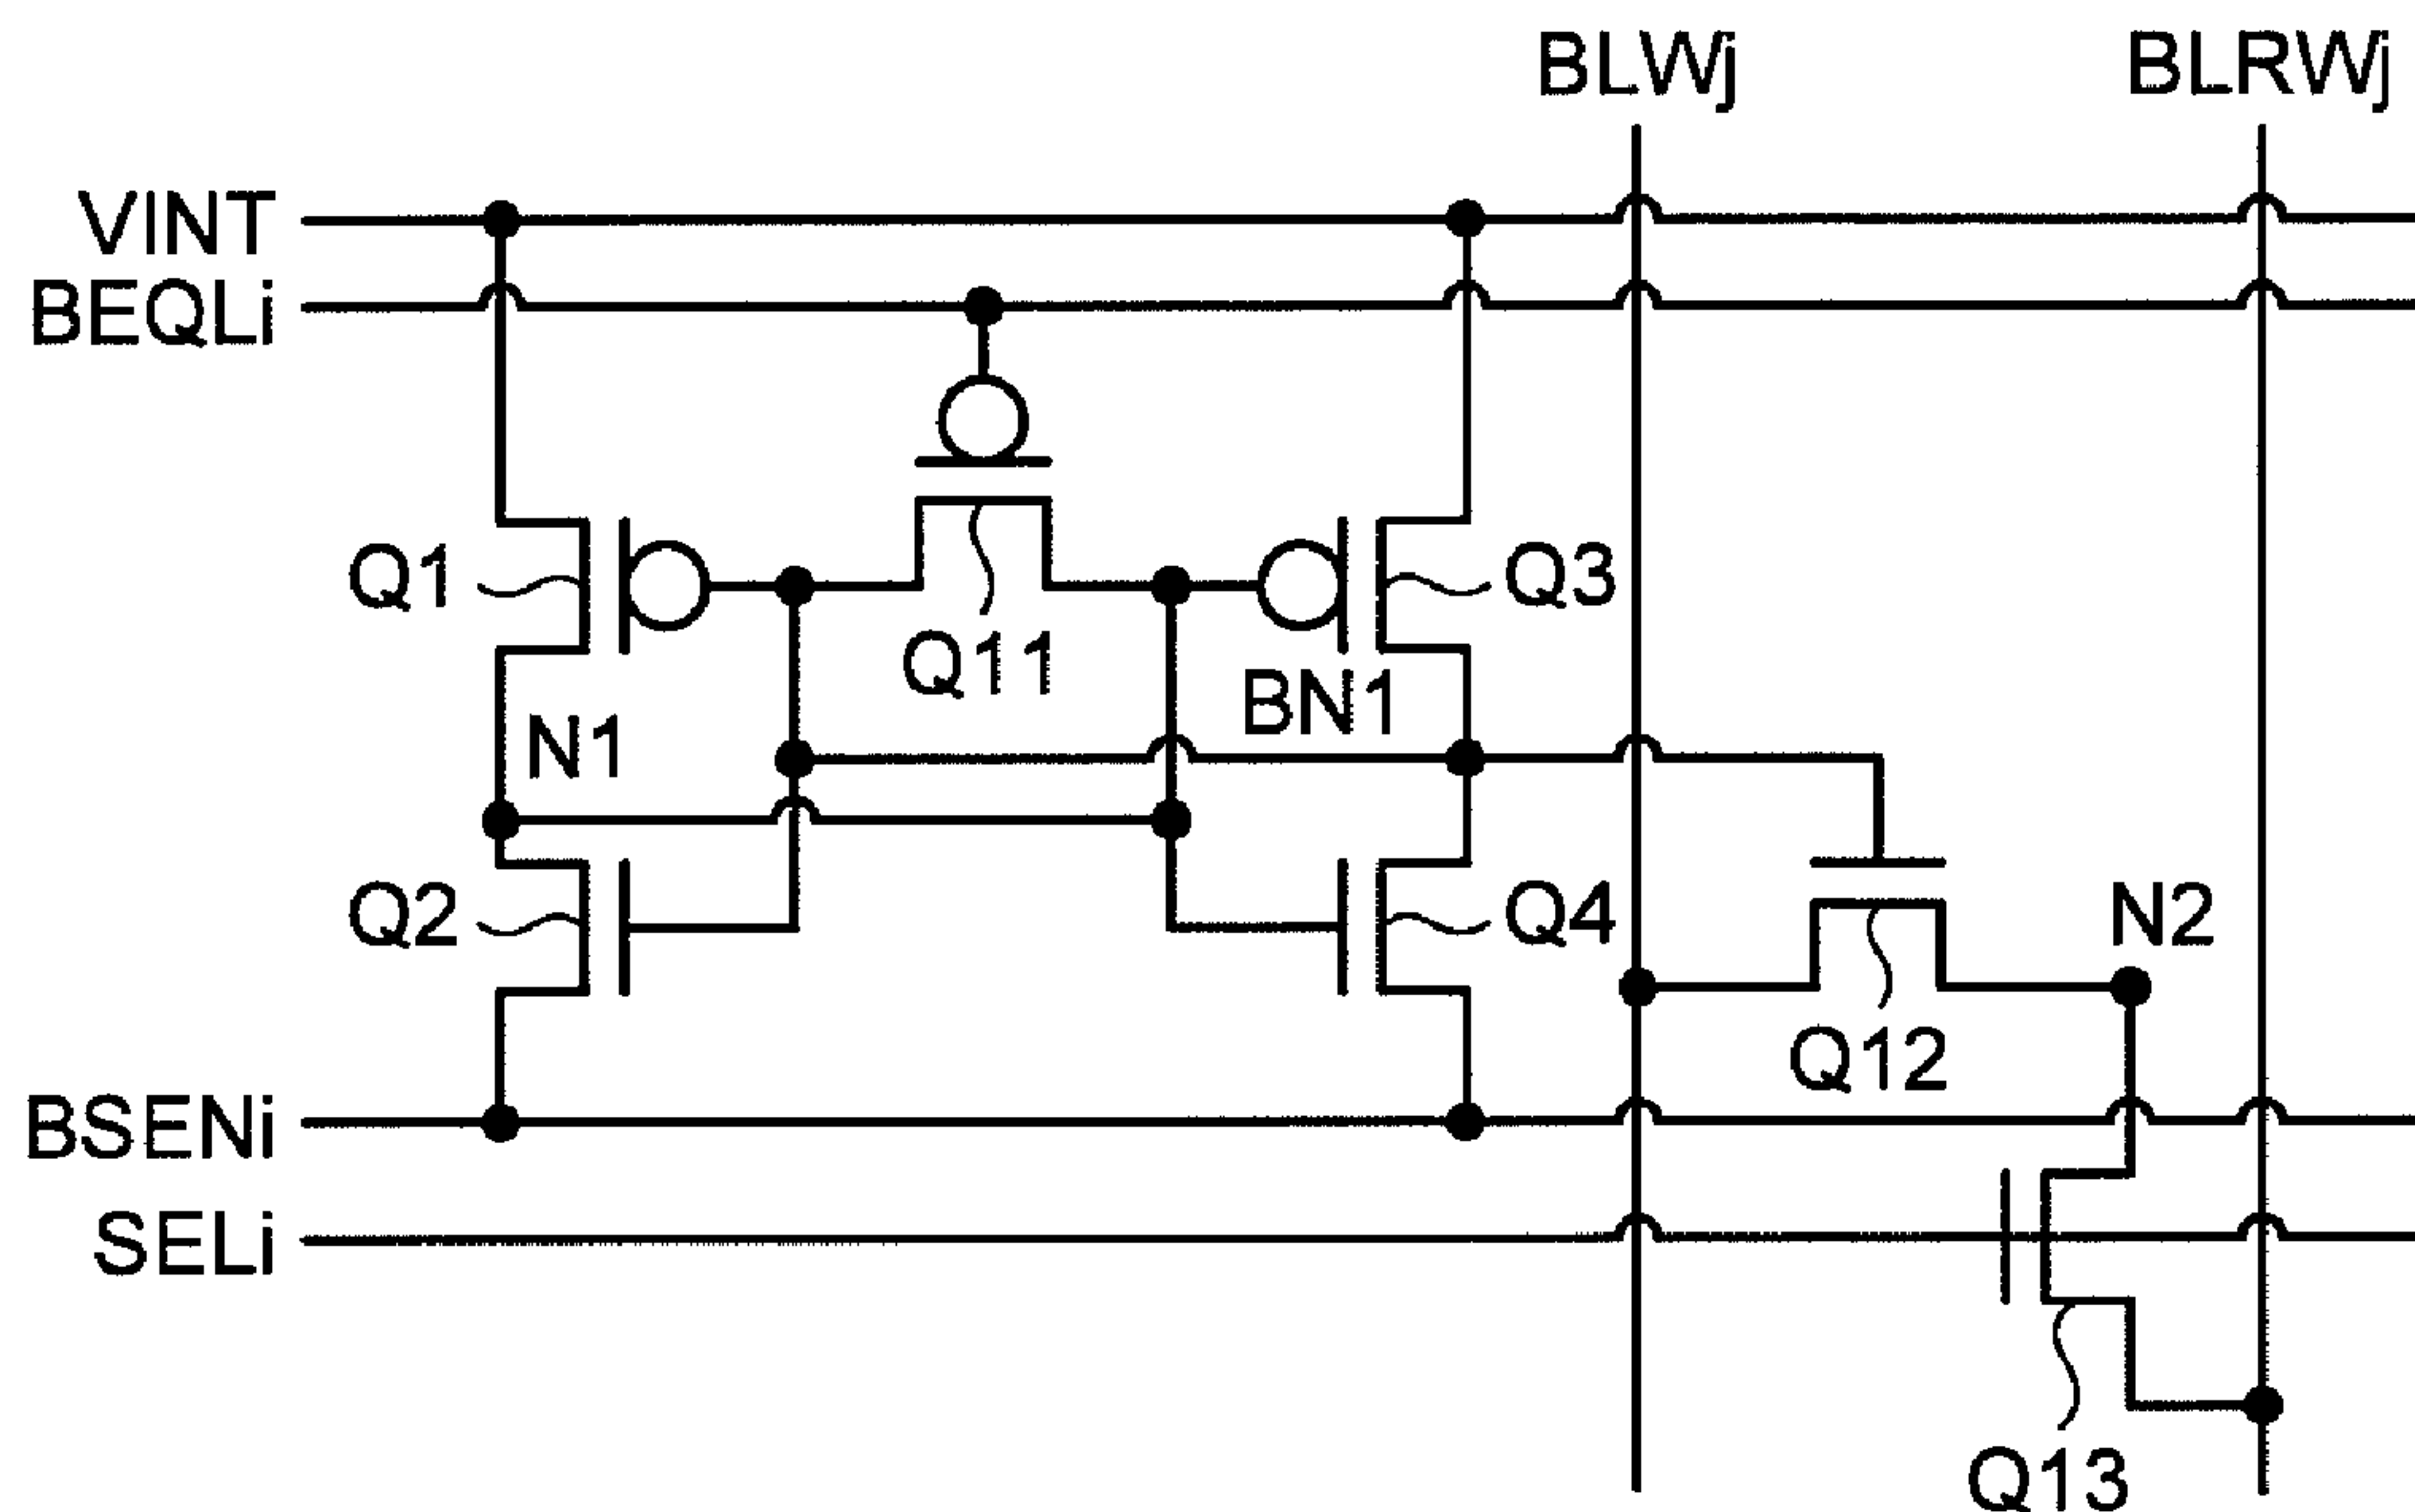 BLWj BLRWj
VINT
BEQLi
Q1 Q3
Q11
BN1
N1
Q2 Q4 N2
Q12
BSENi
SELi
Q13